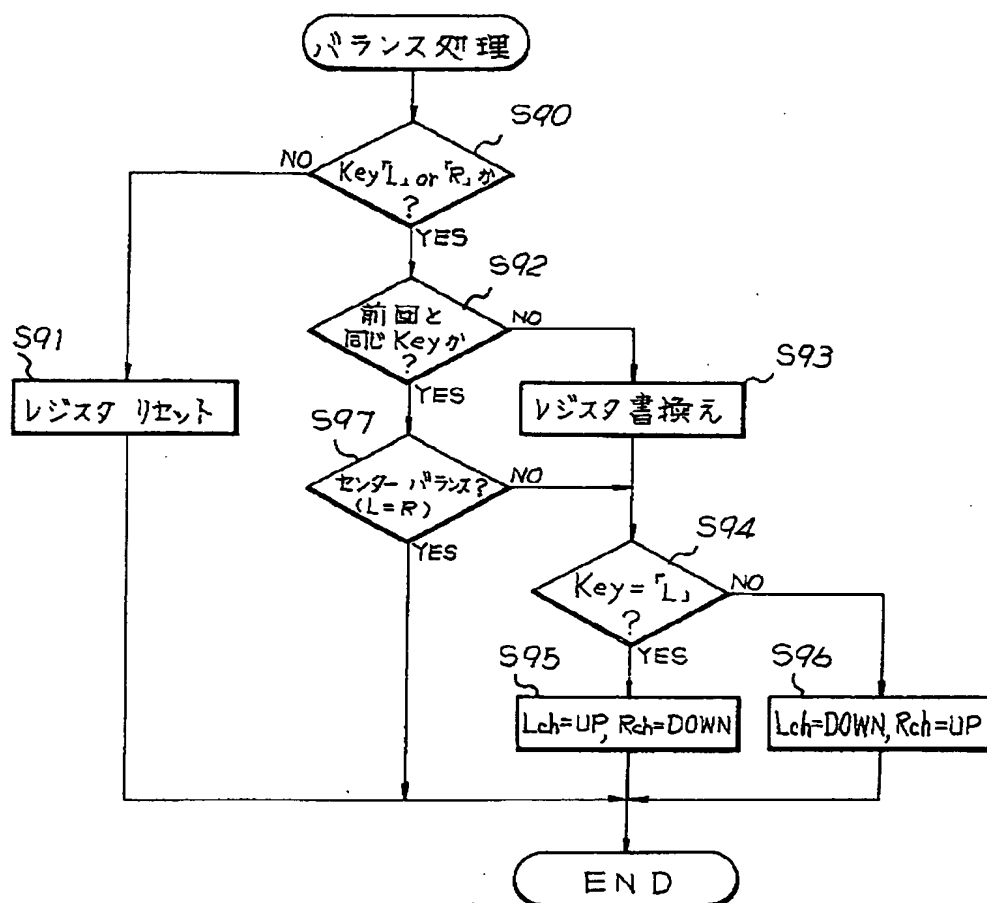 バランス処理
S90
Key「L」or「R」か
?
NO
YES
S92
前回と
同じKeyか
?
NO
YES
S91
レジスタ リセット
S93
レジスタ書換え
S97
センター バランス?
(L=R)
NO
YES
S94
Key=「L」
?
NO
YES
S95
Lch=UP, Rch=DOWN
S96
Lch=DOWN, Rch=UP
END